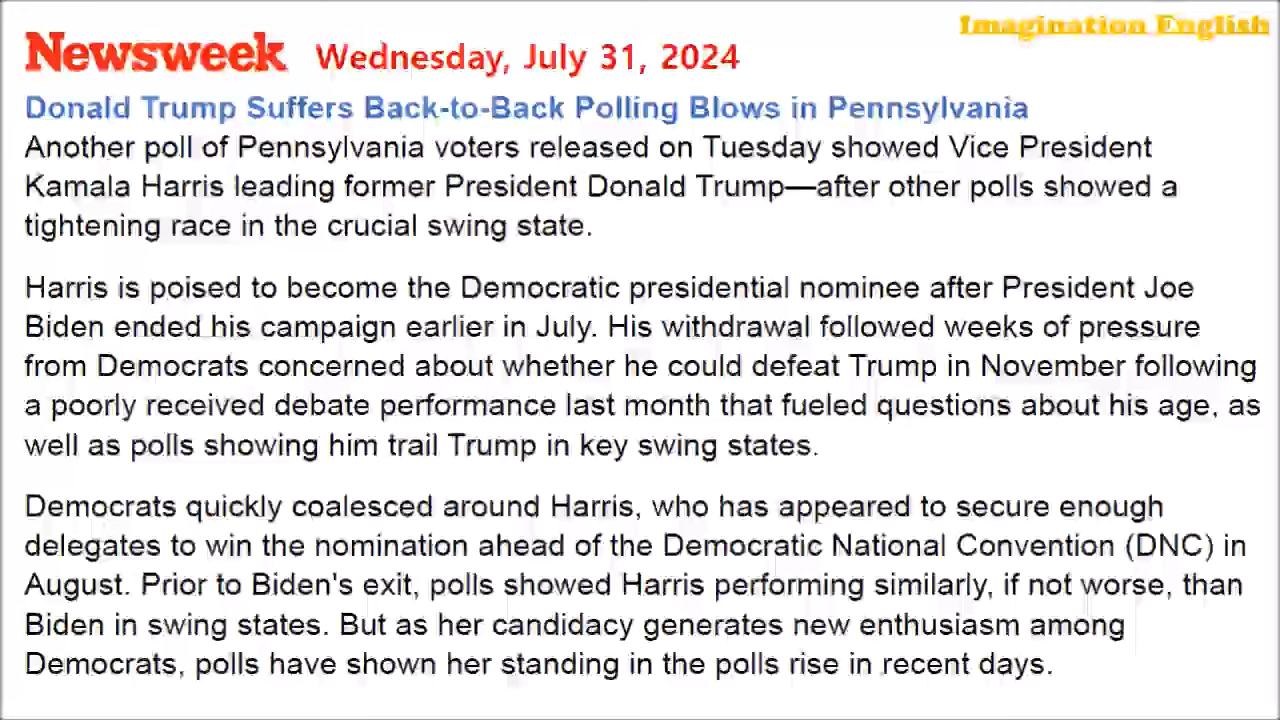 Imagination English
Newsweek Wednesday, July 31, 2024
Donald Trump Suffers Back-to-Back Polling Blows in Pennsylvania
Another poll of Pennsylvania voters released on Tuesday showed Vice President
Kamala Harris leading former President Donald Trump—after other polls showed a
tightening race in the crucial swing state.
Harris is poised to become the Democratic presidential nominee after President Joe
Biden ended his campaign earlier in July. His withdrawal followed weeks of pressure
from Democrats concerned about whether he could defeat Trump in November following
a poorly received debate performance last month that fueled questions about his age, as
well as polls showing him trail Trump in key swing states.
Democrats quickly coalesced around Harris, who has appeared to secure enough
delegates to win the nomination ahead of the Democratic National Convention (DNC) in
August. Prior to Biden's exit, polls showed Harris performing similarly, if not worse, than
Biden in swing states. But as her candidacy generates new enthusiasm among
Democrats, polls have shown her standing in the polls rise in recent days.